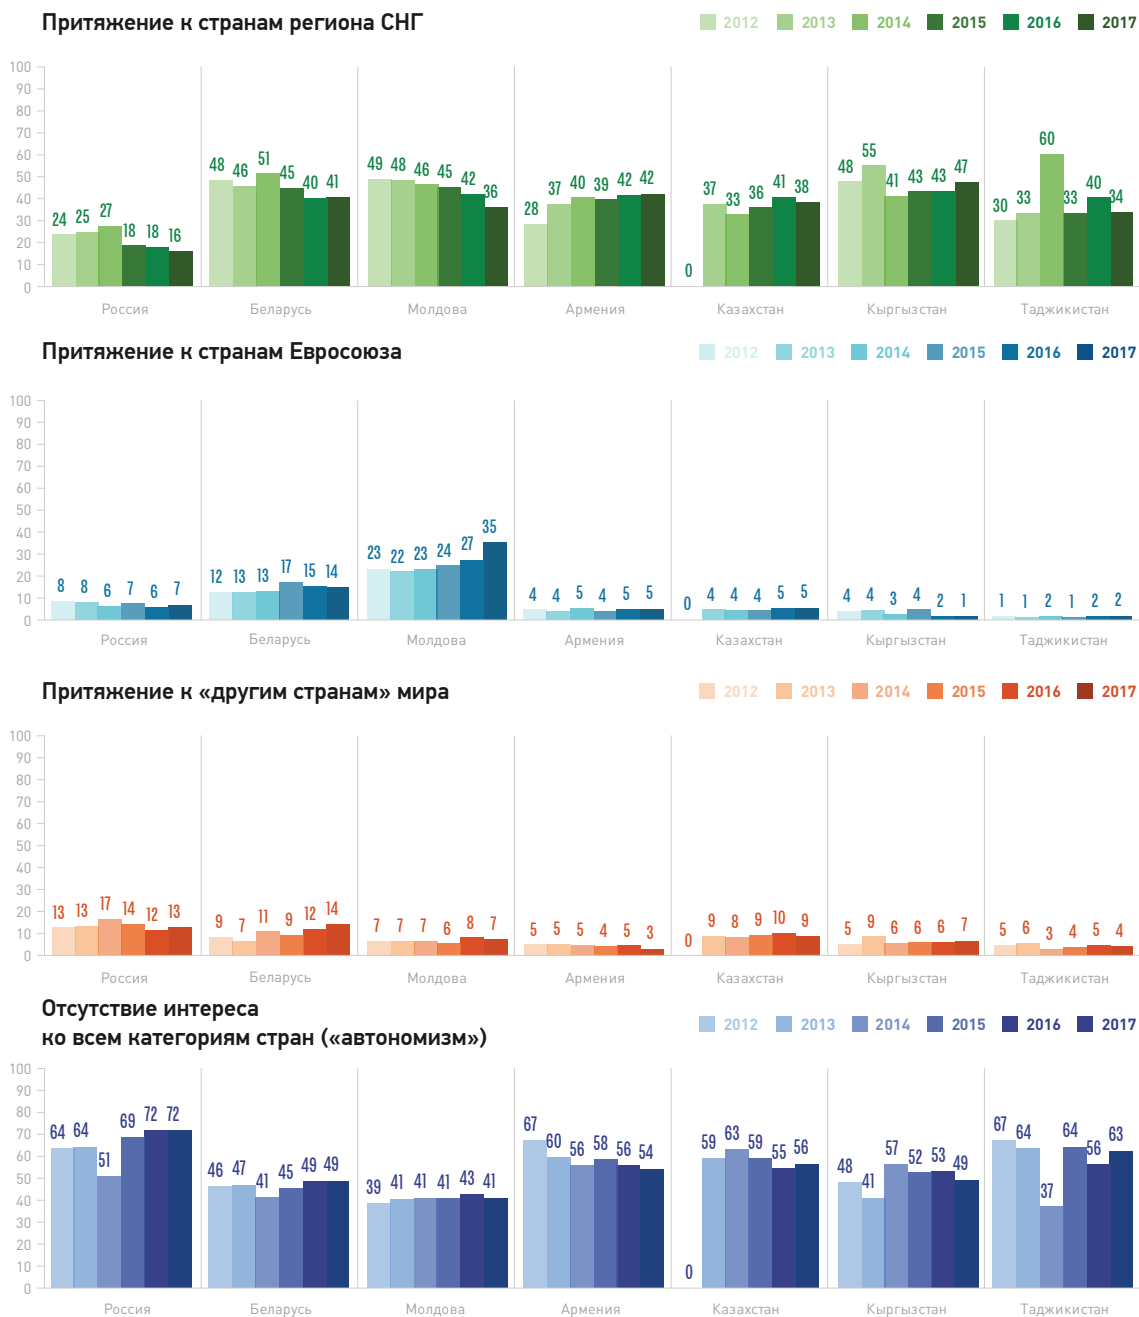 Притяжение к странам региона СНГ
2012 2013 2014 2015 2016 2017
100
90
80
70
60
50
40
30
20
10
0
24 25 27 18 18 16
48 46 51 45 40 41
49 48 46 45 42 36
28 37 40 39 42 42
0 37 33 36 41 38
48 55 41 43 43 47
30 33 60 33 40 34
Россия Беларусь Молдова Армения Казахстан Кыргызстан Таджикистан
Притяжение к странам Евросоюза
2012 2013 2014 2015 2016 2017
100
90
80
70
60
50
40
30
20
10
0
8 8 6 7 6 7
12 13 13 17 15 14
23 22 23 24 27 35
4 4 5 4 5 5
0 4 4 4 5 5
4 4 3 4 2 1
1 1 2 1 2 2
Россия Беларусь Молдова Армения Казахстан Кыргызстан Таджикистан
Притяжение к «другим странам» мира
2012 2013 2014 2015 2016 2017
100
90
80
70
60
50
40
30
20
10
0
13 13 17 14 12 13
9 7 11 9 12 14
7 7 7 6 8 7
5 5 5 4 5 3
0 9 8 9 10 9
5 9 6 6 6 7
5 6 3 4 5 4
Россия Беларусь Молдова Армения Казахстан Кыргызстан Таджикистан
Отсутствие интереса
ко всем категориям стран («автономизм»)
2012 2013 2014 2015 2016 2017
100
90
80
70
60
50
40
30
20
10
0
64 64 51 69 72 72
46 47 41 45 49 49
39 41 41 41 43 41
67 60 56 58 56 54
0 59 63 59 55 56
48 41 57 52 53 49
67 64 37 64 56 63
Россия Беларусь Молдова Армения Казахстан Кыргызстан Таджикистан